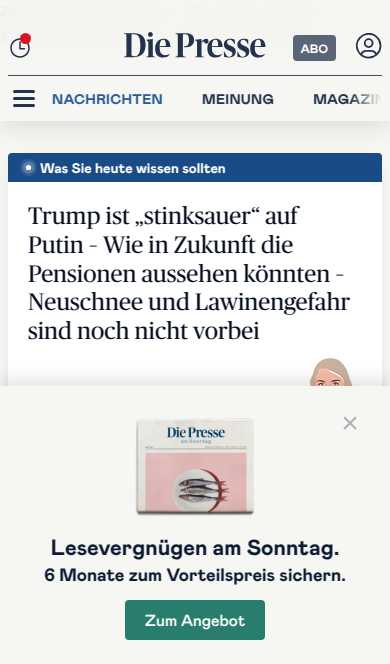 Die Presse
ABO
NACHRICHTEN MEINUNG MAGAZIN
Was Sie heute wissen sollten
Trump ist „stinksauer“ auf
Putin – Wie in Zukunft die
Pensionen aussehen könnten –
Neuschnee und Lawinengefahr
sind noch nicht vorbei
Die Presse
am Sonntag
Lesevergnügen am Sonntag.
6 Monate zum Vorteilspreis sichern.
Zum Angebot